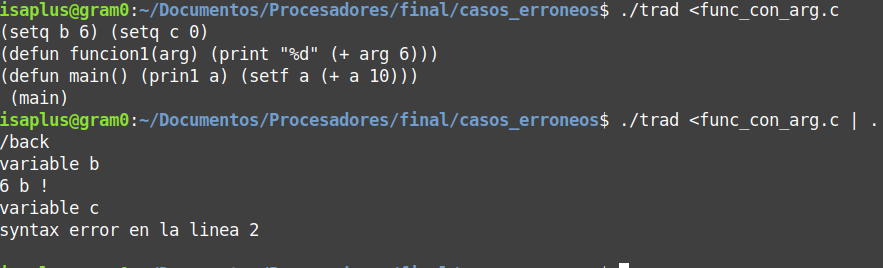 isaplus@gram0:~/Documentos/Procesadores/final/casos_erroneos$ ./trad <func_con_arg.c
(setq b 6) (setq c 0)
(defun funcion1(arg) (print "%d" (+ arg 6)))
(defun main() (prin1 a) (setf a (+ a 10)))
 (main)
isaplus@gram0:~/Documentos/Procesadores/final/casos_erroneos$ ./trad <func_con_arg.c | .
/back
variable b
6 b !
variable c
syntax error en la linea 2